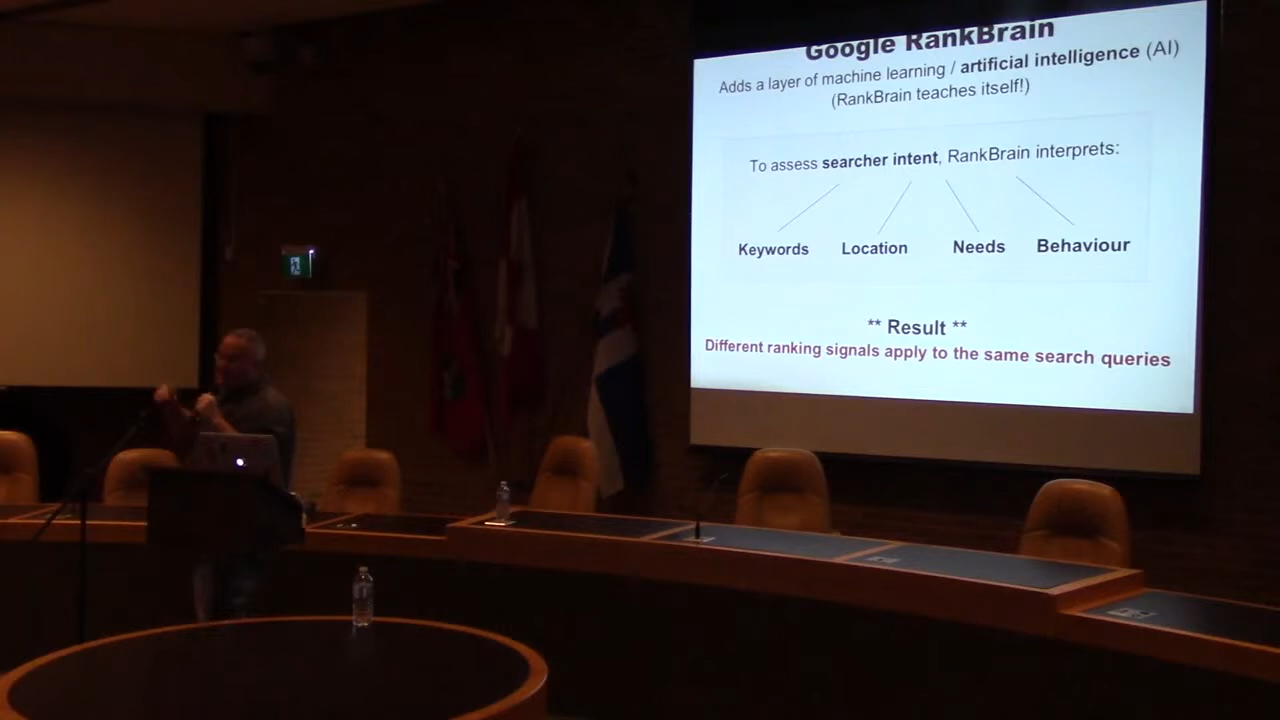 Google RankBrain
Adds a layer of machine learning / artificial intelligence (AI)
(RankBrain teaches itself!)
To assess searcher intent, RankBrain interprets:
Keywords Location Needs Behaviour
** Result **
Different ranking signals apply to the same search queries